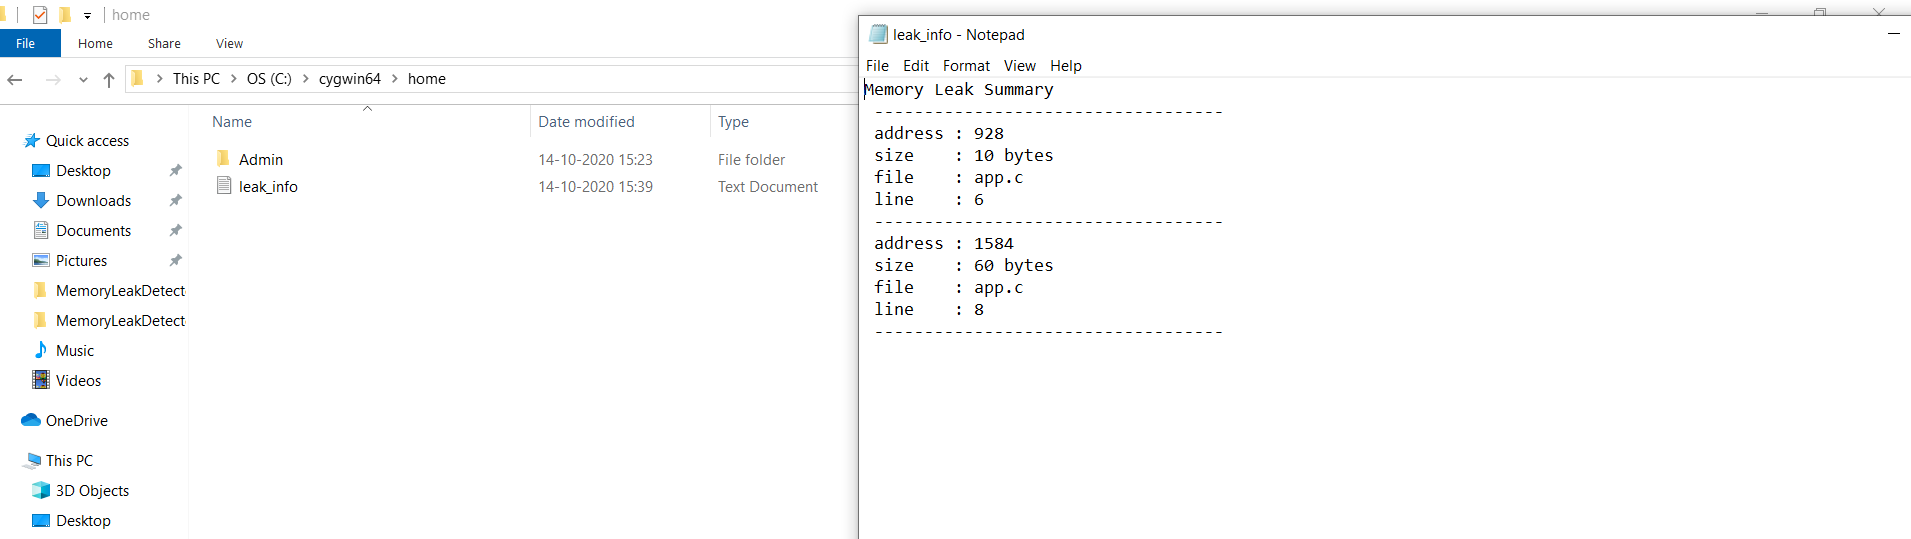 home
File Home Share View
This PC > OS (C:) > cygwin64 > home
Name Date modified Type
Admin 14-10-2020 15:23 File folder
leak_info 14-10-2020 15:39 Text Document
Quick access
Desktop
Downloads
Documents
Pictures
MemoryLeakDetect
MemoryLeakDetect
Music
Videos
OneDrive
This PC
3D Objects
Desktop
leak_info - Notepad
File Edit Format View Help
Memory Leak Summary
-----------------------------------
address : 928
size    : 10 bytes
file    : app.c
line    : 6
-----------------------------------
address : 1584
size    : 60 bytes
file    : app.c
line    : 8
-----------------------------------